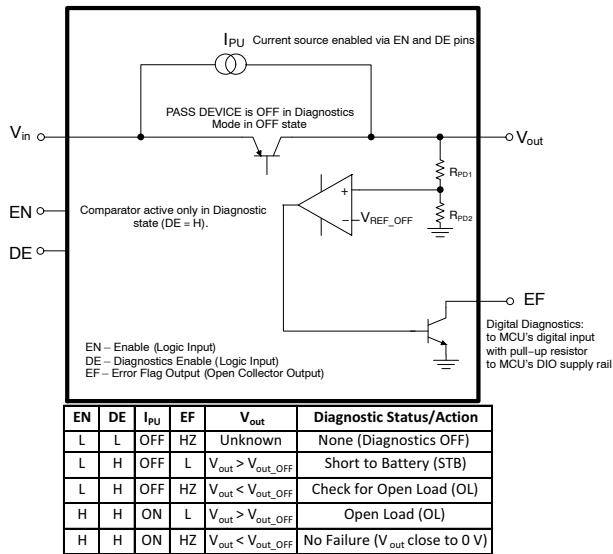 I_PU Current source enabled via EN and DE pins
PASS DEVICE is OFF in Diagnostics
Mode in OFF state
V_in
V_out
R_PD1
EN
Comparator active only in Diagnostic
state (DE = H).
+
−
V_REF_OFF
R_PD2
DE
EF
Digital Diagnostics:
to MCU's digital input
with pull−up resistor
to MCU's DIO supply rail
EN − Enable (Logic Input)
DE − Diagnostics Enable (Logic Input)
EF − Error Flag Output (Open Collector Output)
EN DE I_PU EF V_out Diagnostic Status/Action
L L OFF HZ Unknown None (Diagnostics OFF)
L H OFF L V_out > V_out_OFF Short to Battery (STB)
L H OFF HZ V_out < V_out_OFF Check for Open Load (OL)
H H ON L V_out > V_out_OFF Open Load (OL)
H H ON HZ V_out < V_out_OFF No Failure (V_out close to 0 V)